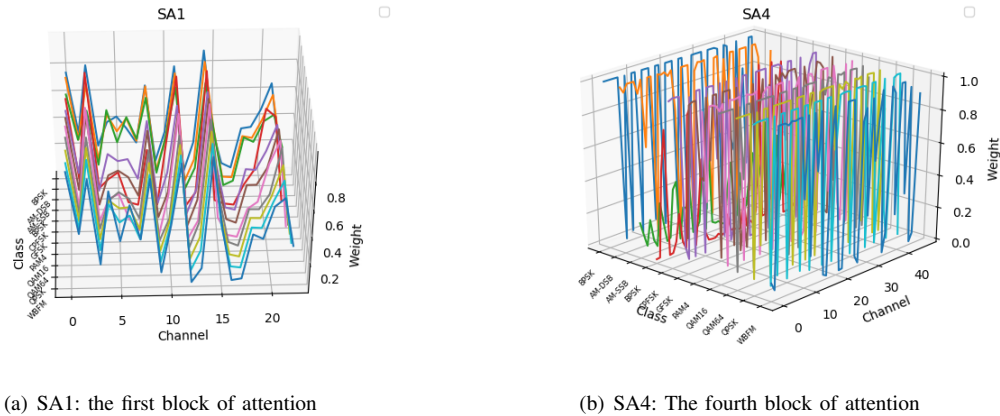 SA1
Class
BPSK
AM-DSB
AM-SSB
BPSK
CPFSK
GFSK
PAM4
QAM16
QAM64
QPSK
WBFM
0
5
10
15
20
Channel
0.8
0.6
0.4
0.2
Weight
SA4
BPSK
AM-DSB
AM-SSB
BPSK
CPFSK
GFSK
PAM4
QAM16
QAM64
QPSK
WBFM
Class
0
10
20
30
40
Channel
1.0
0.8
0.6
0.4
0.2
0.0
Weight
(a) SA1: the first block of attention
(b) SA4: The fourth block of attention